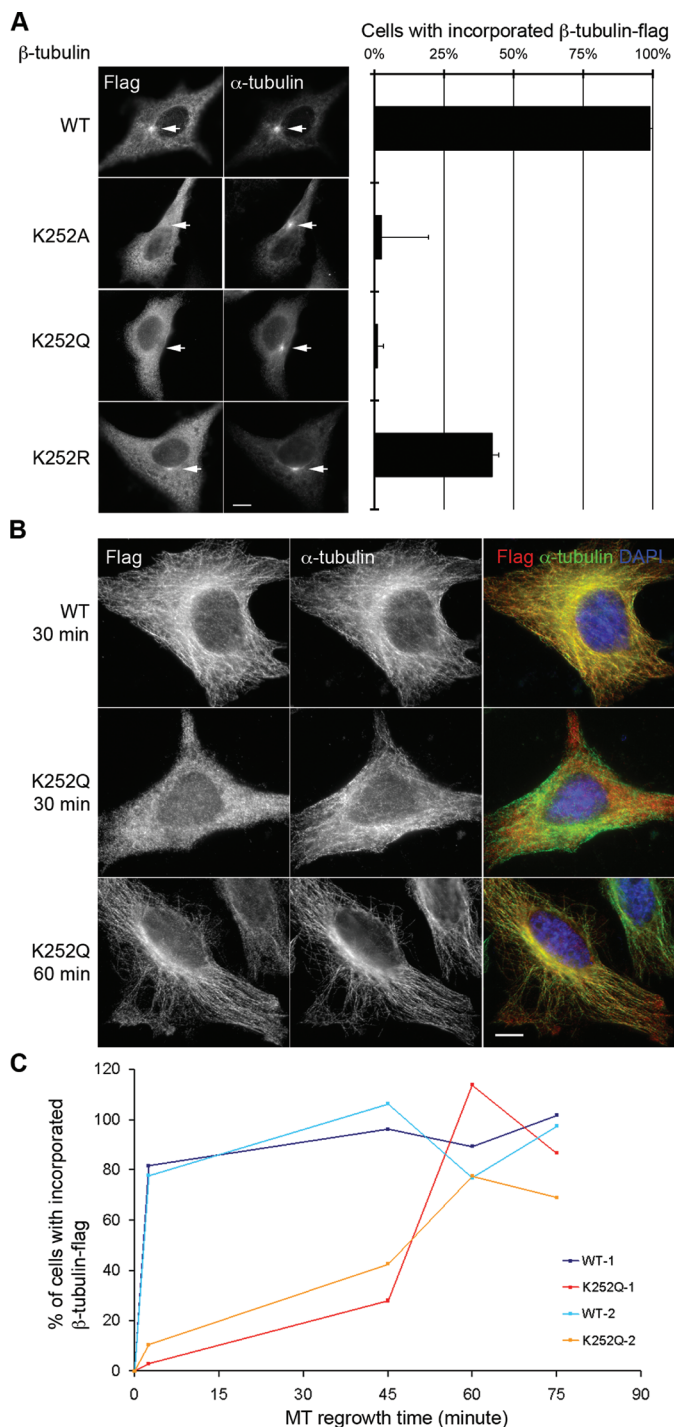 A
Cells with incorporated β-tubulin-flag
β-tubulin
0% 25% 50% 75% 100%
Flag α-tubulin
WT
K252A
K252Q
K252R
B
Flag α-tubulin Flag α-tubulin DAPI
WT
30 min
K252Q
30 min
K252Q
60 min
C
% of cells with incorporated
β-tubulin-flag
120
100
80
60
40
20
0
WT-1
K252Q-1
WT-2
K252Q-2
0 15 30 45 60 75 90
MT regrowth time (minute)